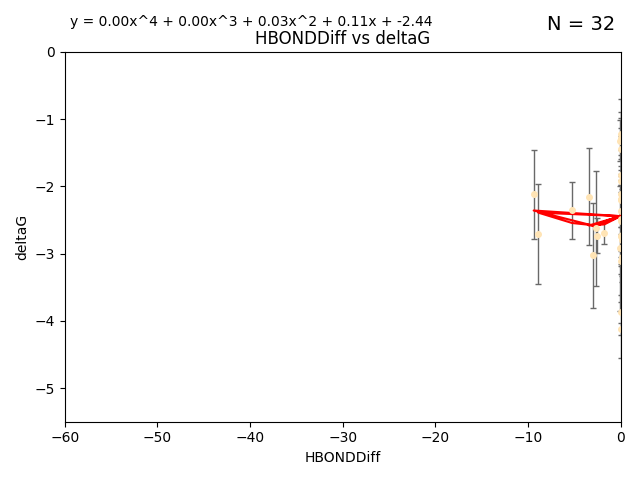 y = 0.00x^4 + 0.00x^3 + 0.03x^2 + 0.11x + -2.44
N = 32
HBONDDiff vs deltaG
0
−1
−2
−3
−4
−5
deltaG
−60 −50 −40 −30 −20 −10 0
HBONDDiff